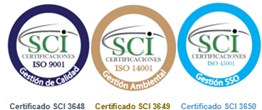 SCI
CERTIFICACIONES
ISO 9001
Gestión de Calidad
SCI
CERTIFICACIONES
ISO 14001
Gestión Ambiental
SCI
CERTIFICACIONES
Gestión SSO
Certificado SCI 3648
Certificado SCI 3649
Certificado SCI 3650